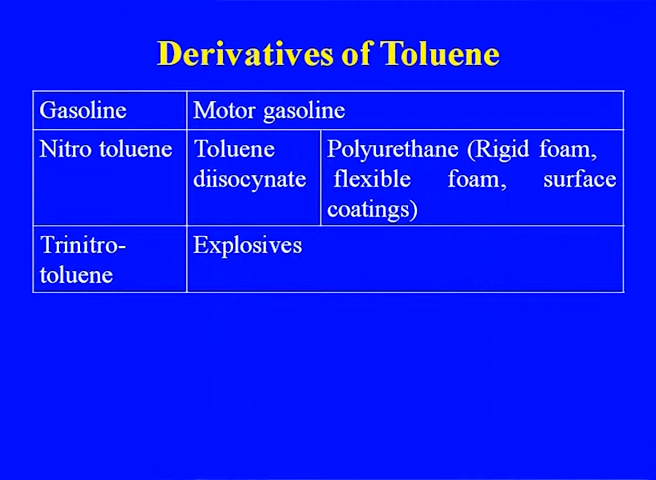 Derivatives of Toluene
Gasoline
Motor gasoline
Nitro toluene
Toluene
diisocynate
Polyurethane (Rigid foam,
flexible foam, surface
coatings)
Trinitro-
toluene
Explosives